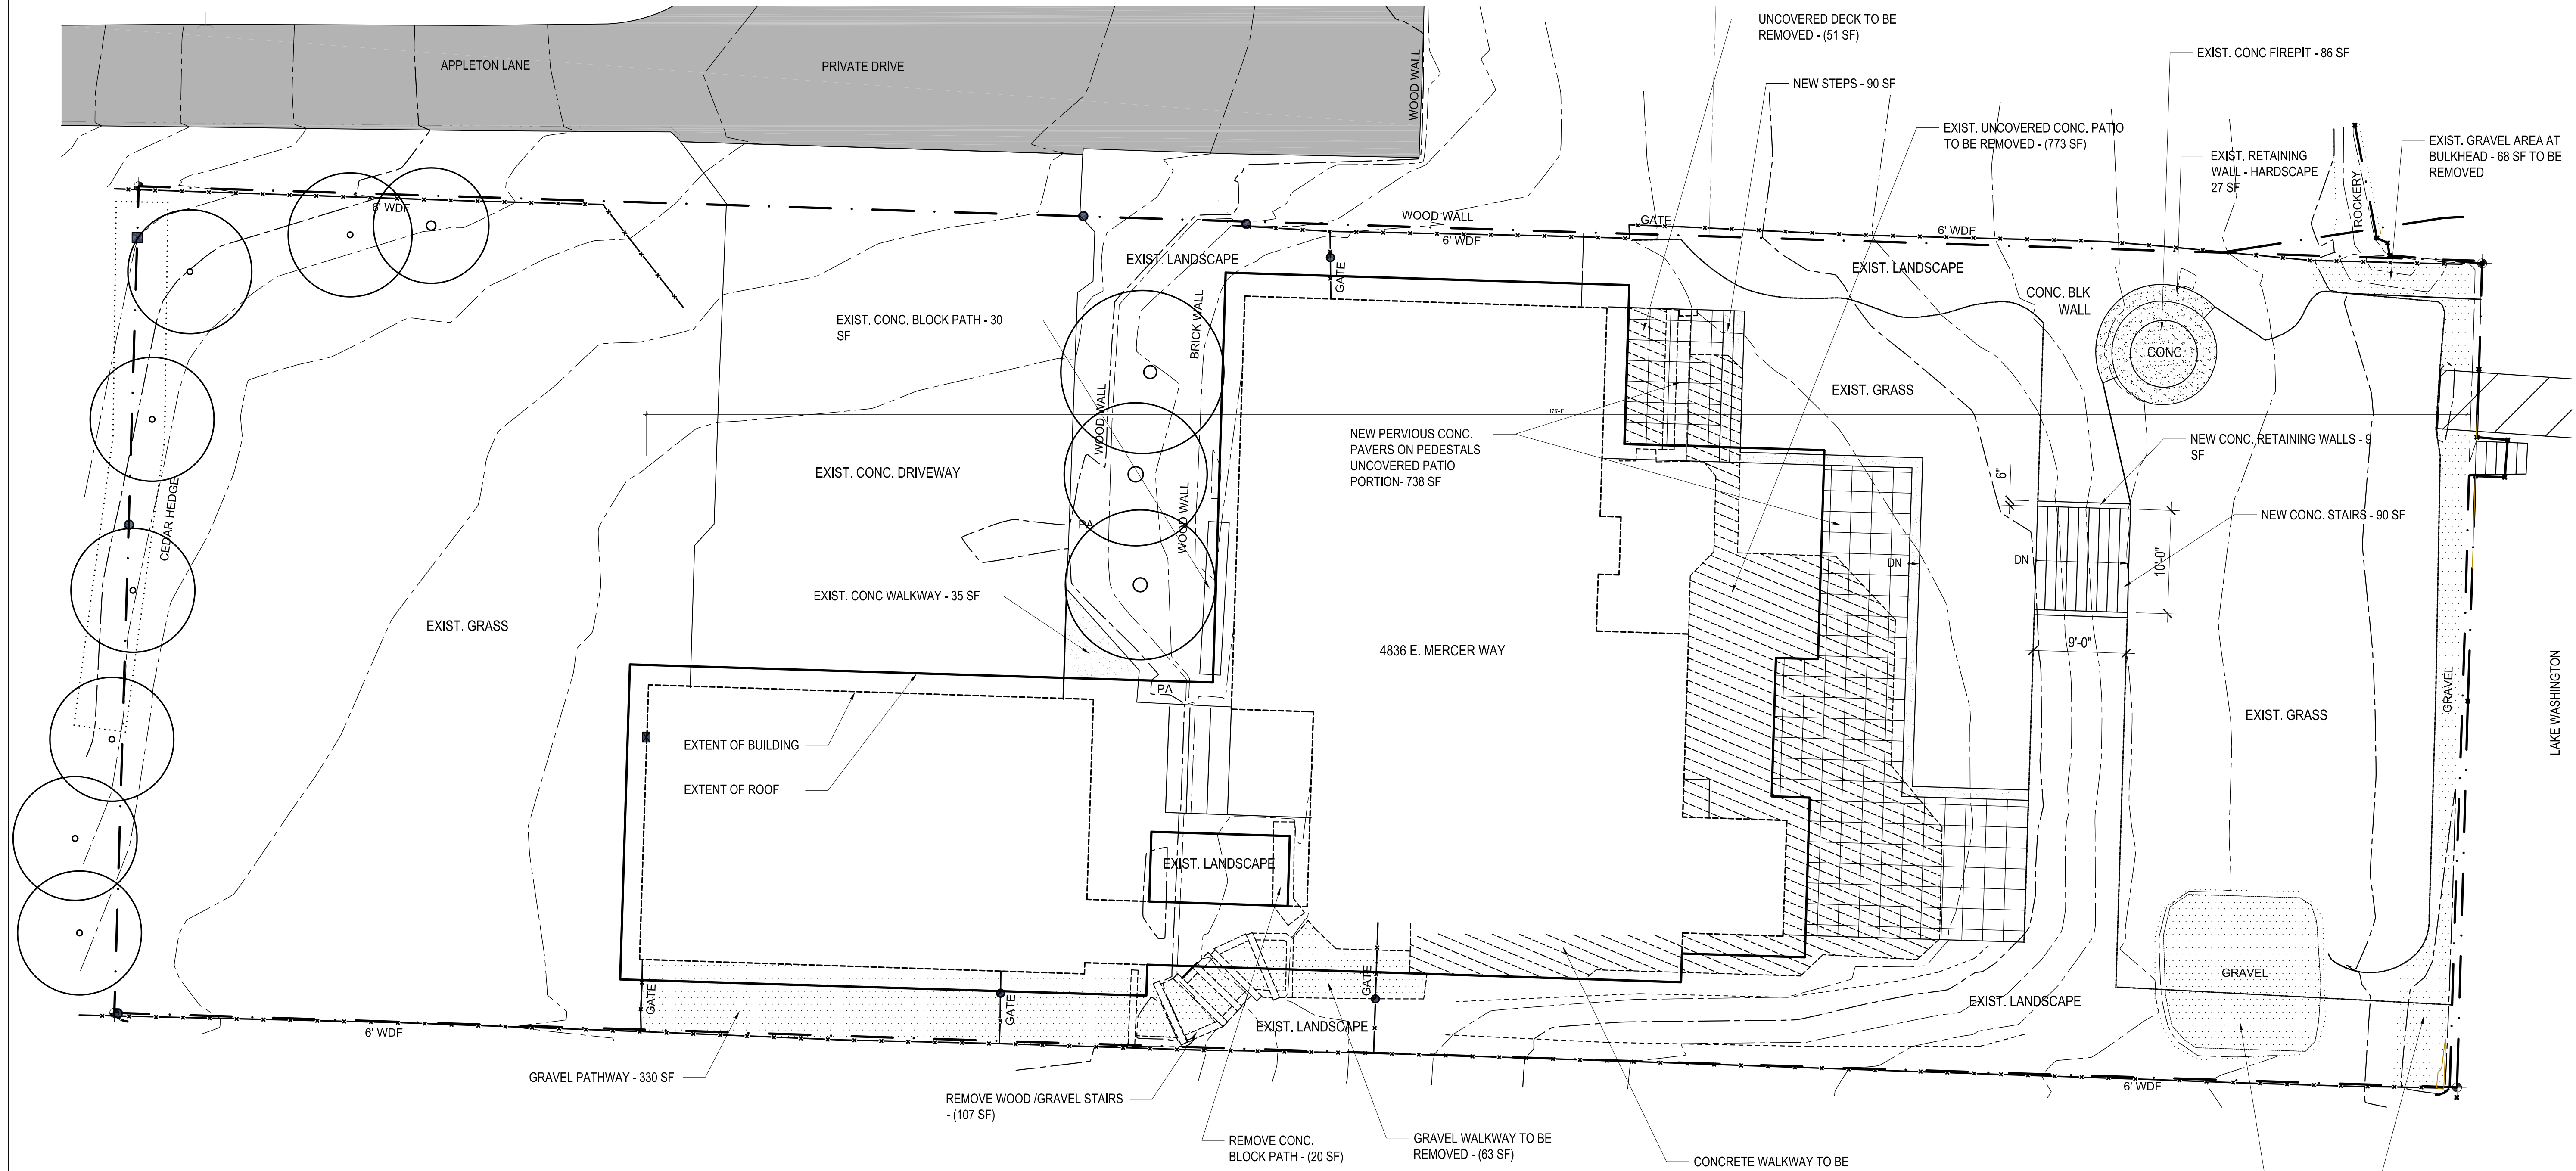 UNCOVERED DECK TO BE
REMOVED - (51 SF)
NEW STEPS - 90 SF
EXIST. CONC FIREPIT - 86 SF
EXIST. UNCOVERED CONC. PATIO
TO BE REMOVED - (773 SF)
EXIST. RETAINING
WALL - HARDSCAPE
27 SF
EXIST. GRAVEL AREA AT
BULKHEAD - 68 SF TO BE
REMOVED
APPLETON LANE
PRIVATE DRIVE
WOOD WALL
ROCKERY
6' WDF
WOOD WALL
6' WDF
GATE
6' WDF
EXIST. LANDSCAPE
GATE
EXIST. LANDSCAPE
CONC. BLK
WALL
CONC.
EXIST. CONC. BLOCK PATH - 30
SF
BRICK WALL
WOOD WALL
WOOD WALL
EXIST. GRASS
176'-1"
NEW PERVIOUS CONC.
PAVERS ON PEDESTALS
UNCOVERED PATIO
PORTION- 738 SF
NEW CONC. RETAINING WALLS - 9
SF
6"
EXIST. CONC. DRIVEWAY
CEDAR HEDGE
PA
NEW CONC. STAIRS - 90 SF
DN
DN
10'-0"
9'-0"
EXIST. CONC WALKWAY - 35 SF
EXIST. GRASS
4836 E. MERCER WAY
PA
GRAVEL
EXIST. GRASS
LAKE WASHINGTON
EXTENT OF BUILDING
EXTENT OF ROOF
EXIST. LANDSCAPE
GRAVEL
GATE
GATE
GATE
EXIST. LANDSCAPE
EXIST. LANDSCAPE
6' WDF
6' WDF
GRAVEL PATHWAY - 330 SF
REMOVE WOOD /GRAVEL STAIRS
- (107 SF)
REMOVE CONC.
BLOCK PATH - (20 SF)
GRAVEL WALKWAY TO BE
REMOVED - (63 SF)
CONCRETE WALKWAY TO BE